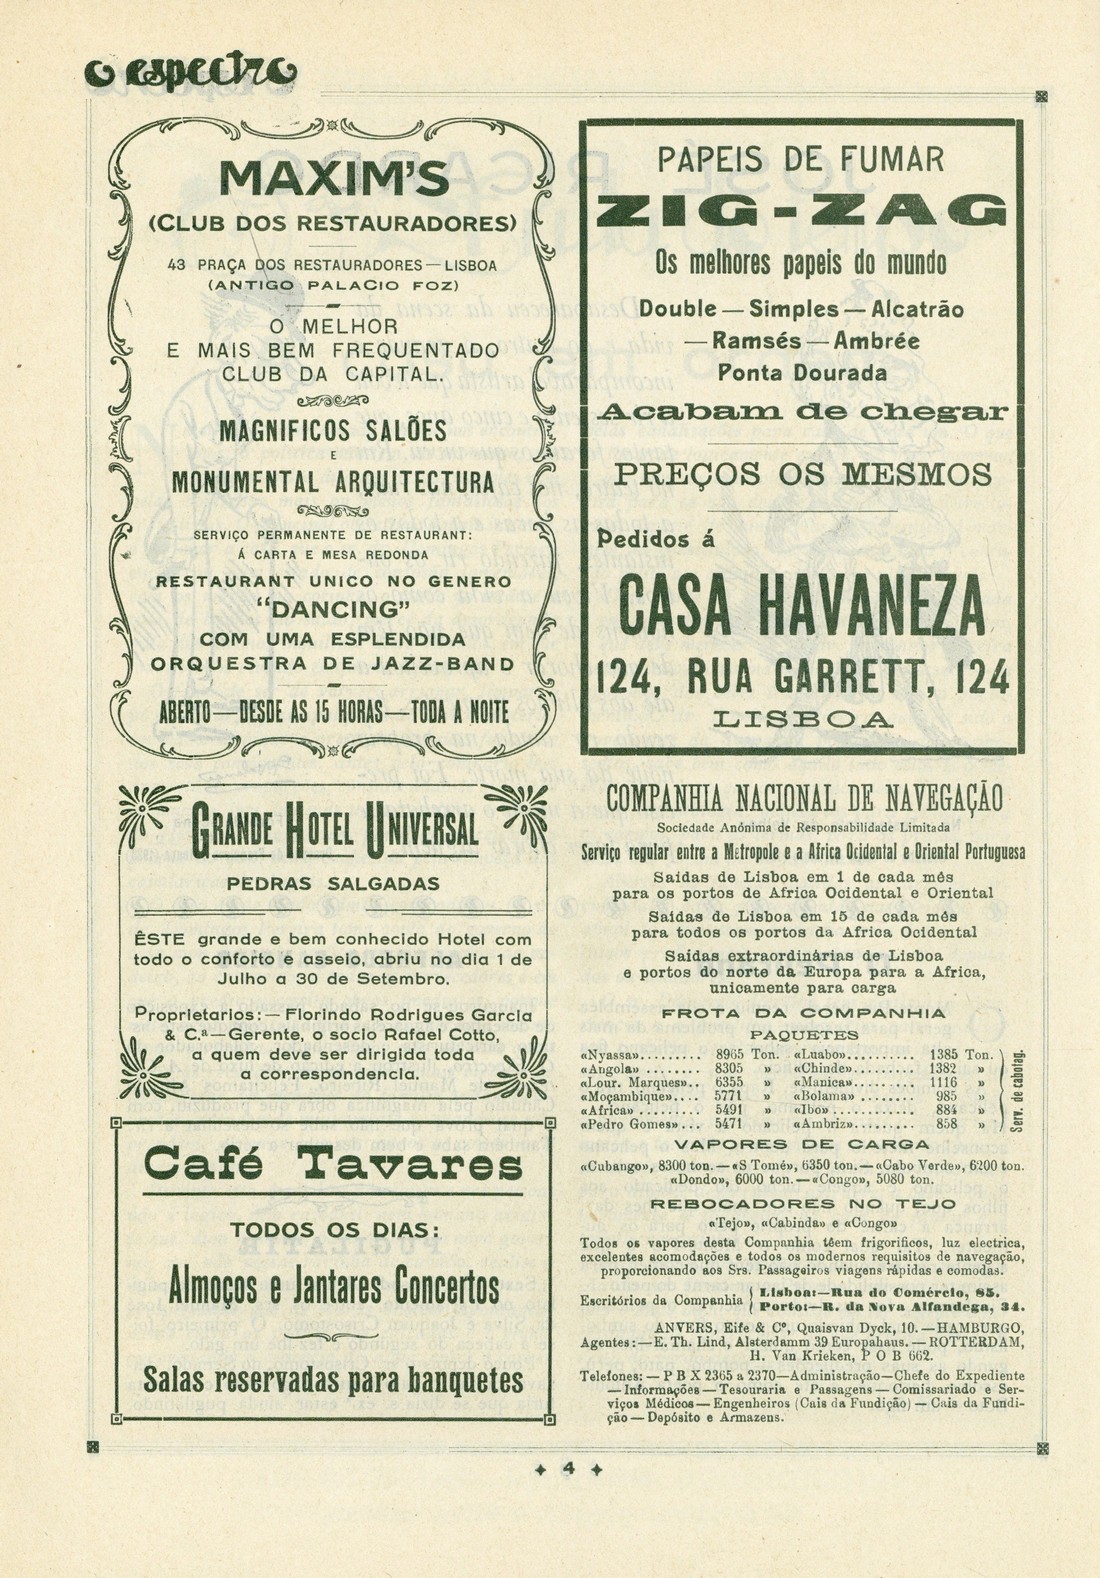 o espectro
MAXIM'S
(CLUB DOS RESTAURADORES)
43 PRAÇA DOS RESTAURADORES—LISBOA
(ANTIGO PALACIO FOZ)
O MELHOR
E MAIS BEM FREQUENTADO
CLUB DA CAPITAL.
MAGNIFICOS SALÕES
E
MONUMENTAL ARQUITECTURA
SERVIÇO PERMANENTE DE RESTAURANT:
Á CARTA E MESA REDONDA
RESTAURANT UNICO NO GENERO
“DANCING”
COM UMA ESPLENDIDA
ORQUESTRA DE JAZZ-BAND
ABERTO—DESDE AS 15 HORAS—TODA A NOITE
PAPEIS DE FUMAR
ZIG-ZAG
Os melhores papeis do mundo
Double — Simples — Alcatrão
— Ramsés — Ambrée
Ponta Dourada
Acabam de chegar
PREÇOS OS MESMOS
Pedidos á
CASA HAVANEZA
124, RUA GARRETT, 124
LISBOA
GRANDE HOTEL UNIVERSAL
PEDRAS SALGADAS
ÊSTE grande e bem conhecido Hotel com
todo o conforto e asseio, abriu no dia 1 de
Julho a 30 de Setembro.
Proprietarios:—Florindo Rodrigues Garcia
& C.ª—Gerente, o socio Rafael Cotto,
a quem deve ser dirigida toda
a correspondencia.
Café Tavares
TODOS OS DIAS:
Almoços e Jantares Concertos
Salas reservadas para banquetes
COMPANHIA NACIONAL DE NAVEGAÇÃO
Sociedade Anónima de Responsabilidade Limitada
Serviço regular entre a Métropole e a Africa Ocidental e Oriental Portuguesa
Saídas de Lisboa em 1 de cada mês
para os portos de Africa Ocidental e Oriental
Saídas de Lisboa em 15 de cada mês
para todos os portos da Africa Ocidental
Saídas extraordinárias de Lisboa
e portos do norte da Europa para a Africa,
unicamente para carga
FROTA DA COMPANHIA
PAQUETES
«Nyassa»......... 8965 Ton. «Luabo».......... 1385 Ton.
«Angola» ........ 8305 » «Chinde»......... 1382 »
«Lour. Marques».. 6355 » «Manica»......... 1116 »
«Moçambique».... 5771 » «Bolama» ........ 985 »
«Africa» ......... 5491 » «Ibo» ............ 884 »
«Pedro Gomes»... 5471 » «Ambriz»......... 858 »
Serv. de cabotag.
VAPORES DE CARGA
«Cubango», 8300 ton.—«S Tomé», 6350 ton.—«Cabo Verde», 6200 ton.
«Dondo», 6000 ton.—«Congo», 5080 ton.
REBOCADORES NO TEJO
«Tejo», «Cabinda» e «Congo»
Todos os vapores desta Companhia têem frigorificos, luz electrica,
excelentes acomodações e todos os modernos requisitos de navegação,
proporcionando aos Srs. Passageiros viagens rápidas e comodas.
Escritórios da Companhia { Lisboa:—Rua do Comércio, 85.
Porto:—R. da Nova Alfandega, 34.
ANVERS, Eife & Cº, Quaisvan Dyck, 10.—HAMBURGO,
Agentes:—E. Th. Lind, Alsterdamm 39 Europahaus.—ROTTERDAM,
H. Van Krieken, P O B 662.
Telefones: — P B X 2365 a 2370—Administração—Chefe do Expediente
—Informações—Tesouraria e Passagens—Comissariado e Ser-
viços Médicos—Engenheiros (Cais da Fundição)—Cais da Fundi-
ção—Depósito e Armazens.
4